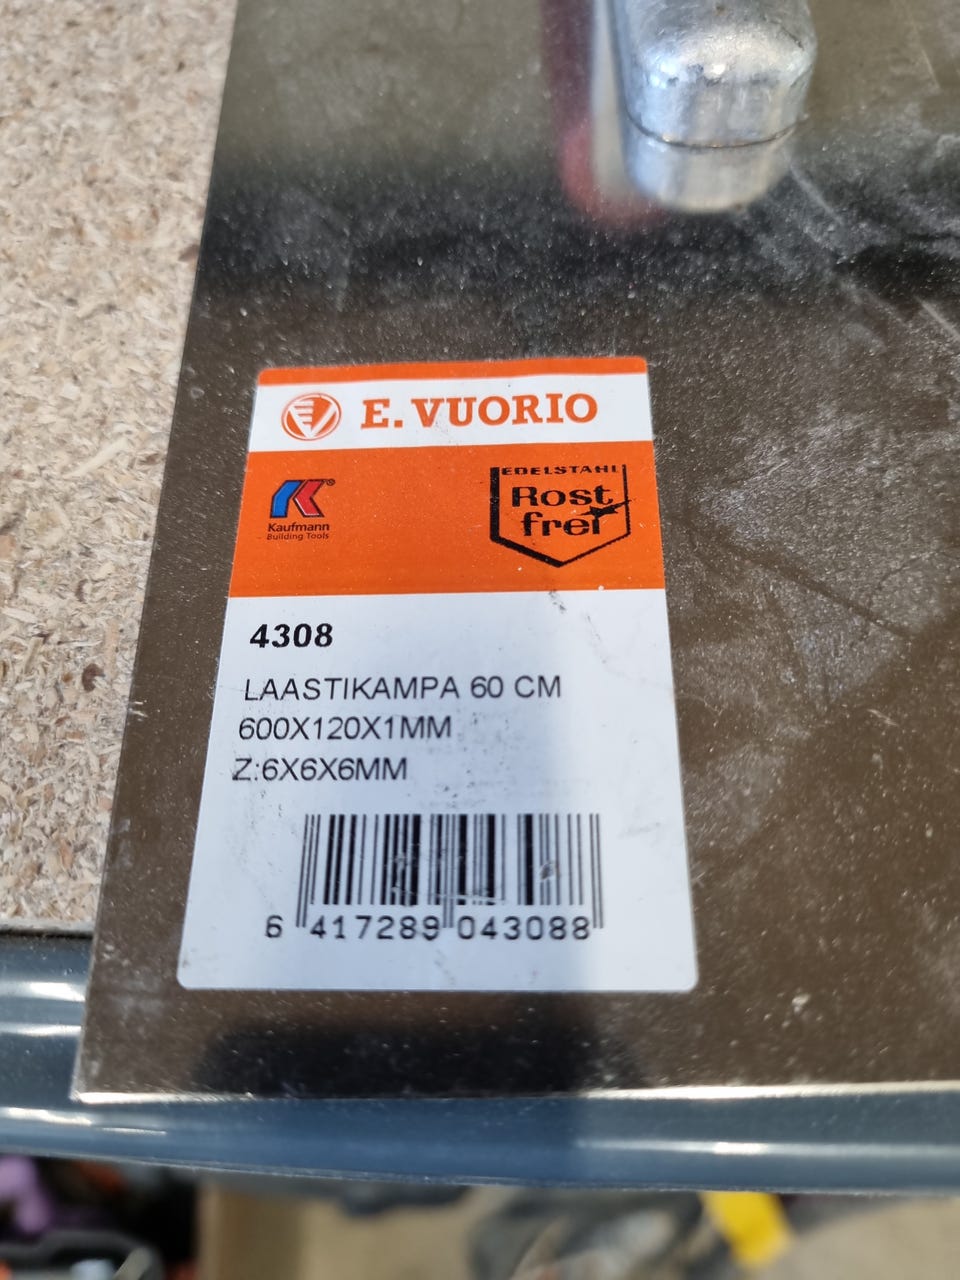 E. VUORIO
Kaufmann
Building Tools
EDELSTAHL
Rost
frei
4308
LAASTIKAMPA 60 CM
600X120X1MM
Z:6X6X6MM
6 417289 043088